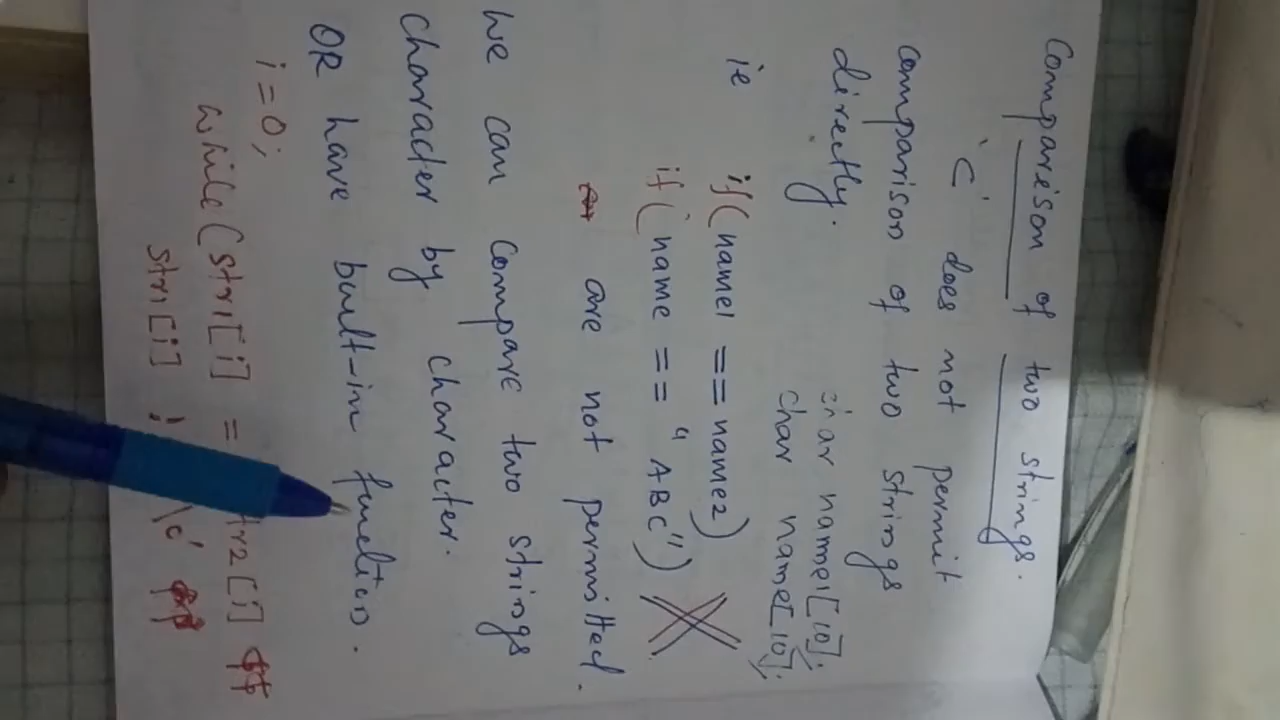 Comparison of two strings.
'C' does not permit
comparison of two strings
directly.
char name1[10];
char name[10];
ie if(name1 == name2)
if(name == "ABC")
are not permitted.
We can compare two strings
character by character.
OR have built-in function.
i=0;
while(str1[i] = str2[i] &&
str1[i] &&